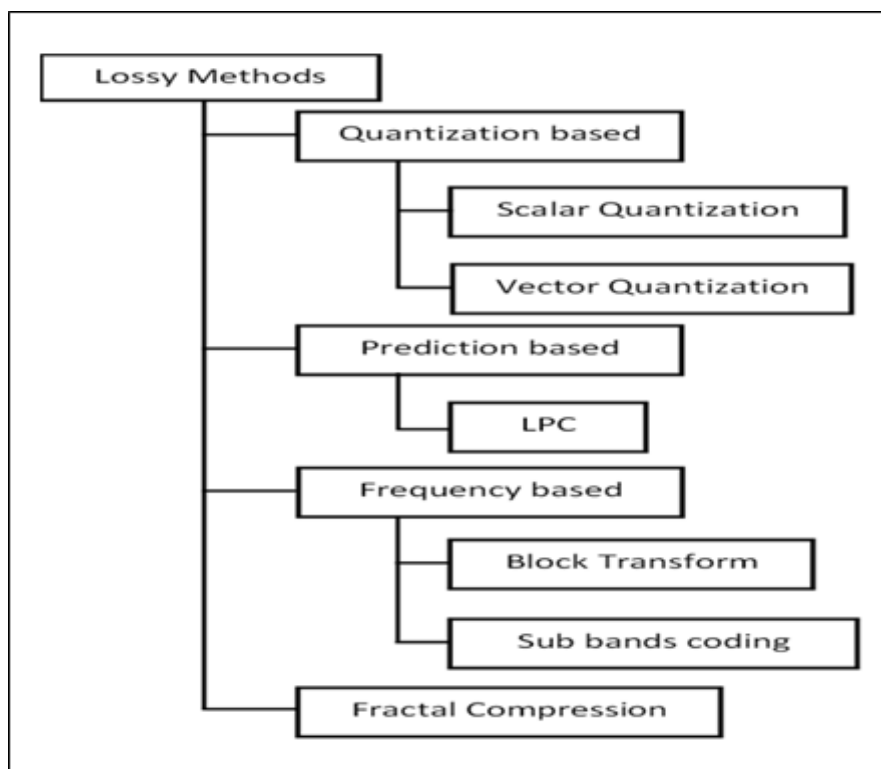 Lossy Methods
Quantization based
Scalar Quantization
Vector Quantization
Prediction based
LPC
Frequency based
Block Transform
Sub bands coding
Fractal Compression